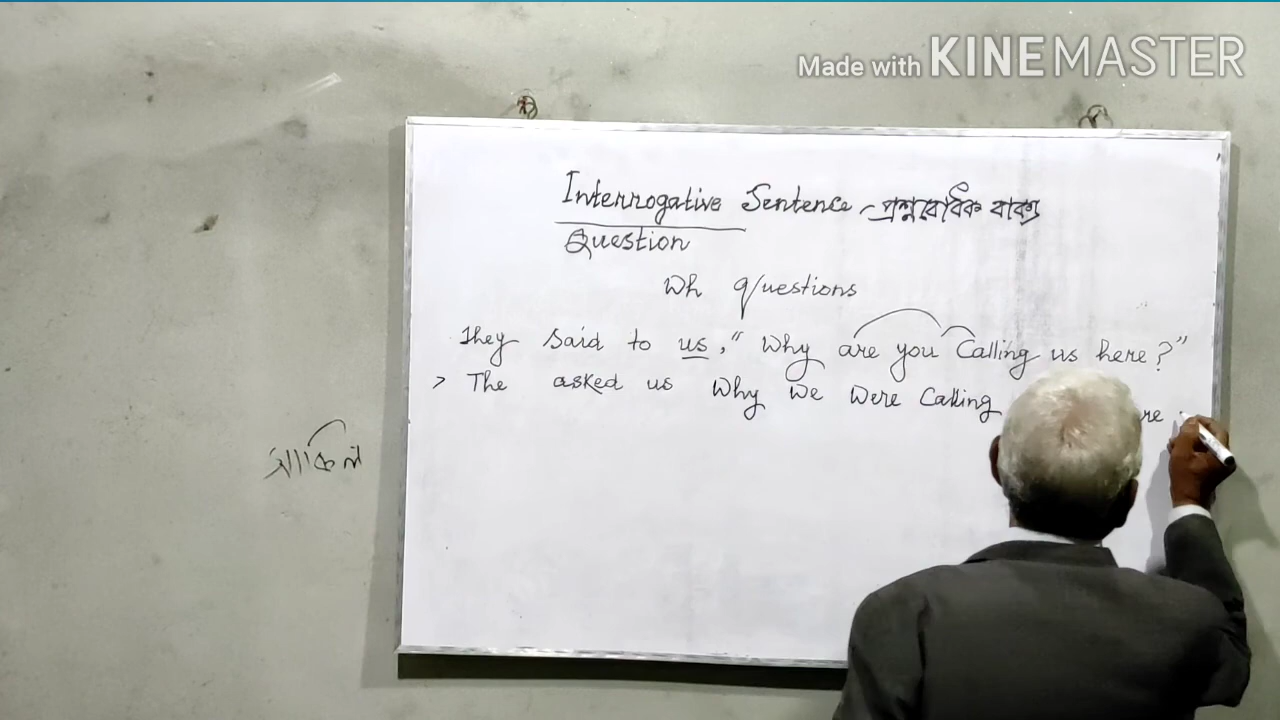 Made with KINEMASTER
Interrogative Sentence - প্রশ্নবোধক বাক্য
Question
Wh questions
They said to us, " Why are you Calling us here?"
> The asked us Why We Were Calling re